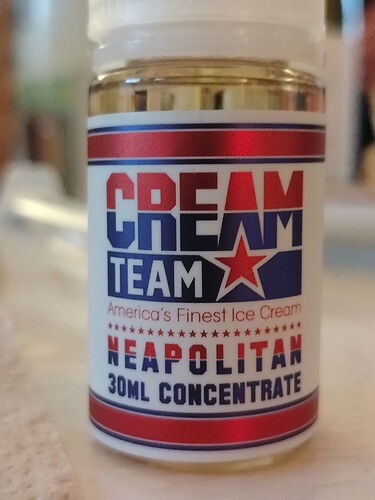 CREAM
TEAM
America's Finest Ice Cream
NEAPOLITAN
30ML CONCENTRATE